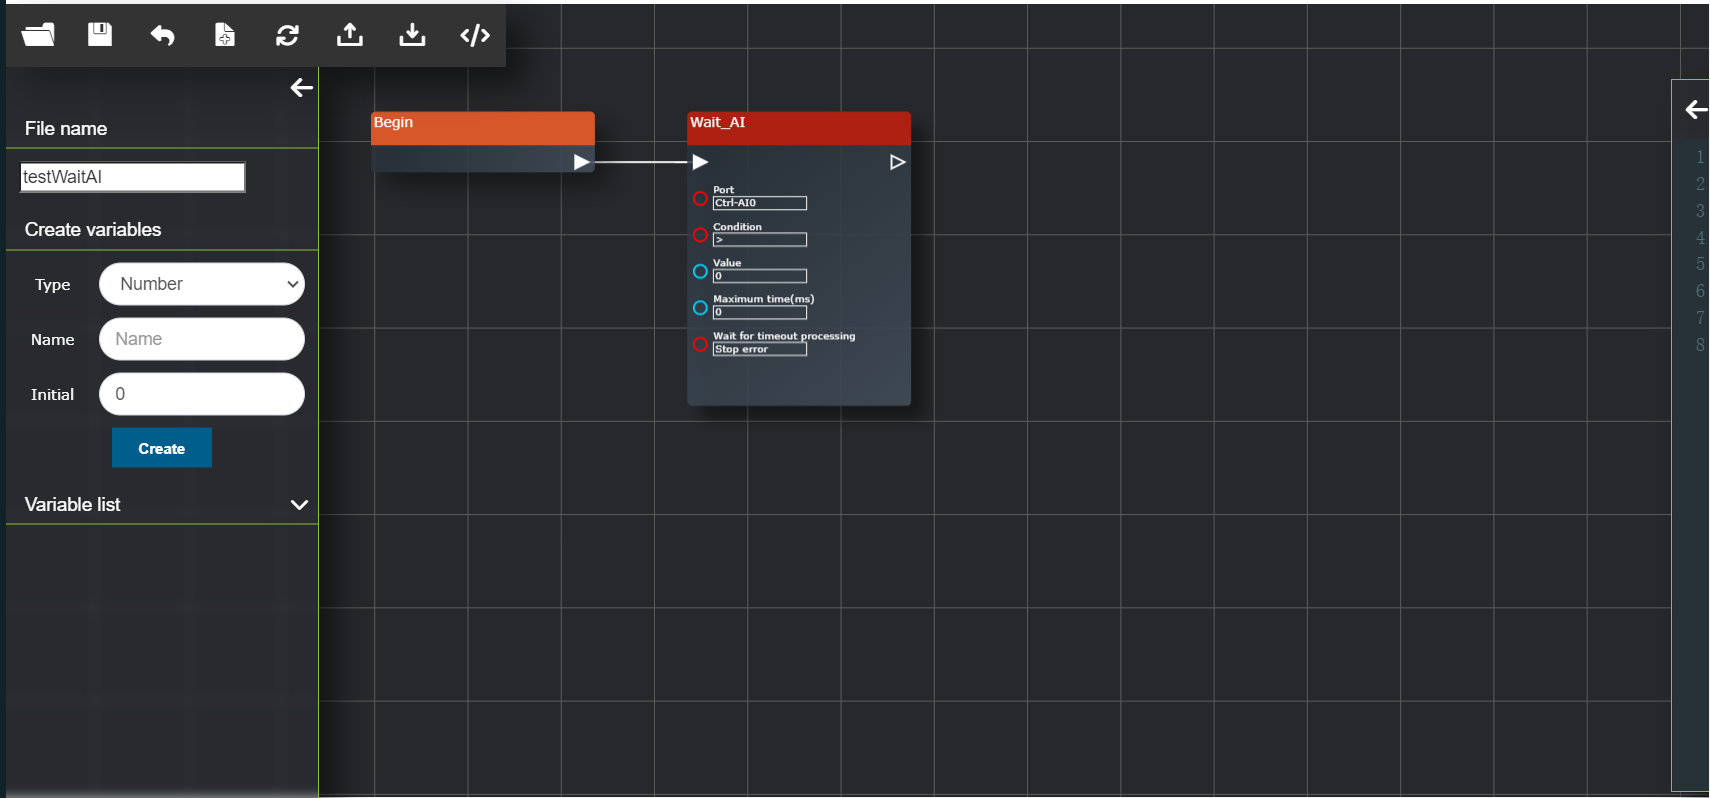 File name
testWaitAI
Create variables
Type
Number
Name
Name
Initial
0
Create
Variable list
Begin
Wait_AI
Port
Ctrl-AI0
Condition
>
Value
0
Maximum time(ms)
0
Wait for timeout processing
Stop error
1
2
3
4
5
6
7
8